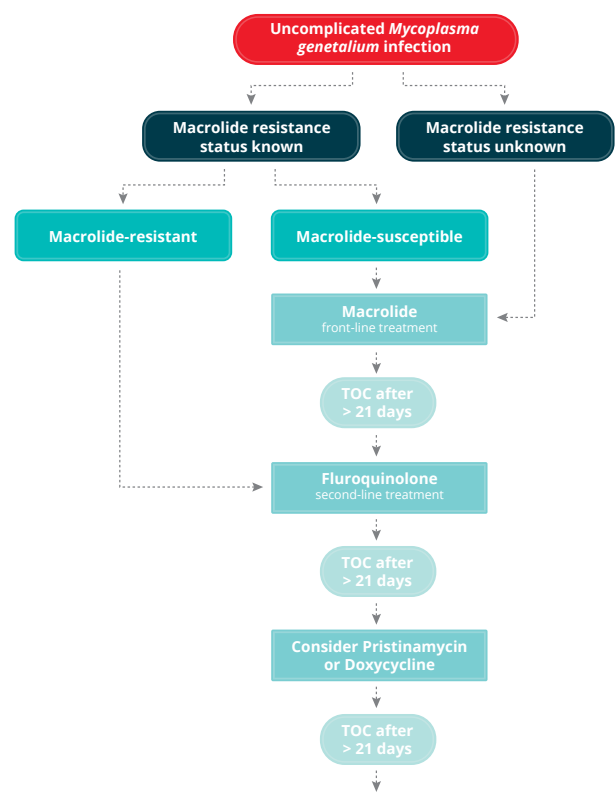 Uncomplicated Mycoplasma
genetalium infection
Macrolide resistance
status known
Macrolide resistance
status unknown
Macrolide-resistant
Macrolide-susceptible
Macrolide
front-line treatment
TOC after
> 21 days
Fluroquinolone
second-line treatment
TOC after
> 21 days
Consider Pristinamycin
or Doxycycline
TOC after
> 21 days